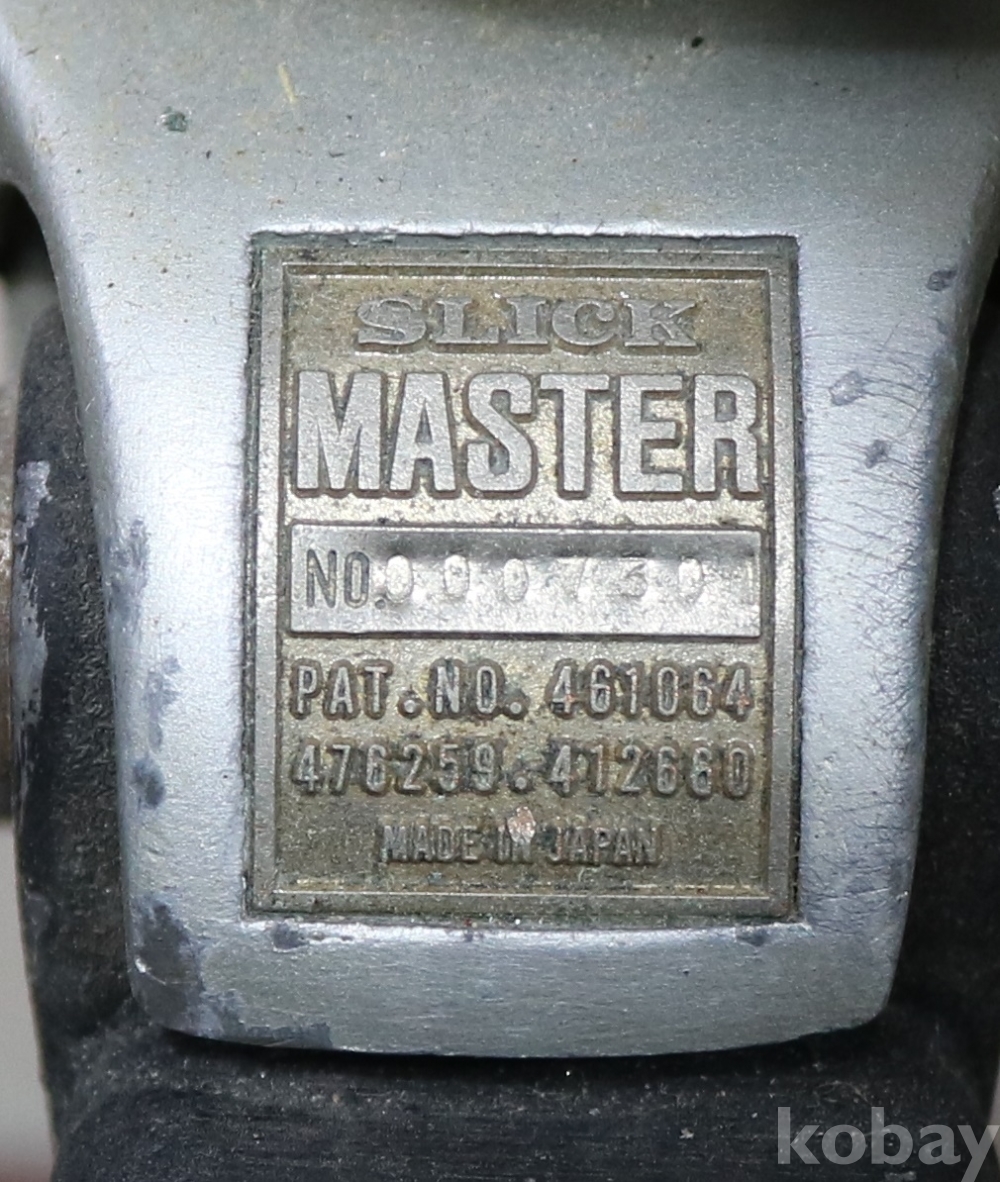 SLICK
MASTER
NO.0007301
PAT.NO. 461064
476259.412660
MADE IN JAPAN
kobay